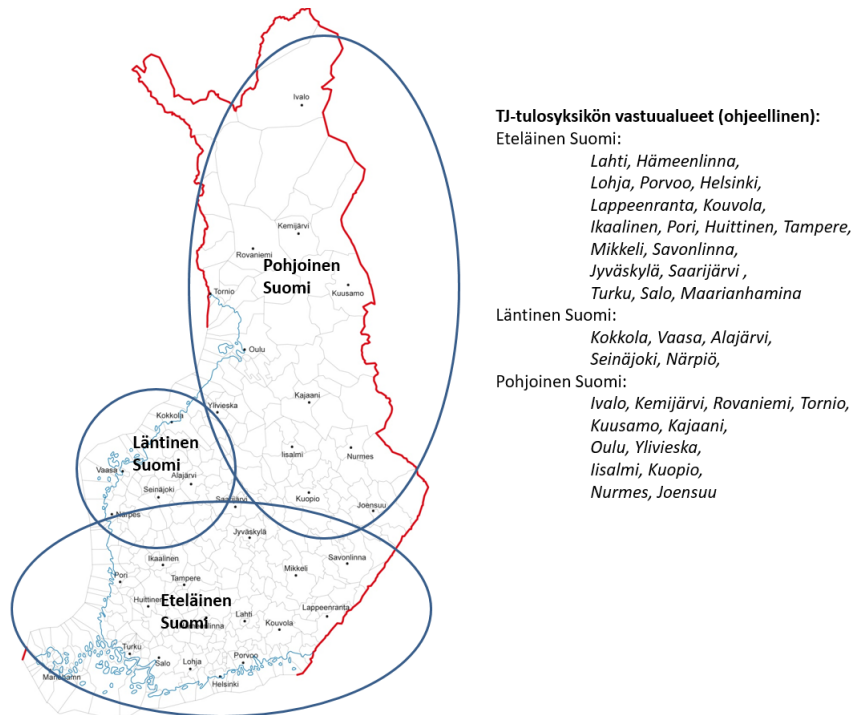 Ivalo
Kemijärvi
Rovaniemi
Pohjoinen
Suomi
Kuusamo
Tornio
Oulu
Kajaani
Ylivieska
Kokkola
Läntinen
Suomi
Iisalmi
Nurmes
Vaasa
Alajärvi
Seinäjoki
Kuopio
Saarijärvi
Joensuu
Närpes
Jyväskylä
Ikaalinen
Savonlinna
Mikkeli
Pori
Tampere
Huittinen
Eteläinen
Suomi
Lappeenranta
Lahti
Kouvola
Turku
Salo
Lohja
Porvoo
Helsinki
TJ-tulosyksikön vastuualueet (ohjeellinen):
Eteläinen Suomi:
Lahti, Hämeenlinna,
Lohja, Porvoo, Helsinki,
Lappeenranta, Kouvola,
Ikaalinen, Pori, Huittinen, Tampere,
Mikkeli, Savonlinna,
Jyväskylä, Saarijärvi ,
Turku, Salo, Maarianhamina
Läntinen Suomi:
Kokkola, Vaasa, Alajärvi,
Seinäjoki, Närpiö,
Pohjoinen Suomi:
Ivalo, Kemijärvi, Rovaniemi, Tornio,
Kuusamo, Kajaani,
Oulu, Ylivieska,
Iisalmi, Kuopio,
Nurmes, Joensuu